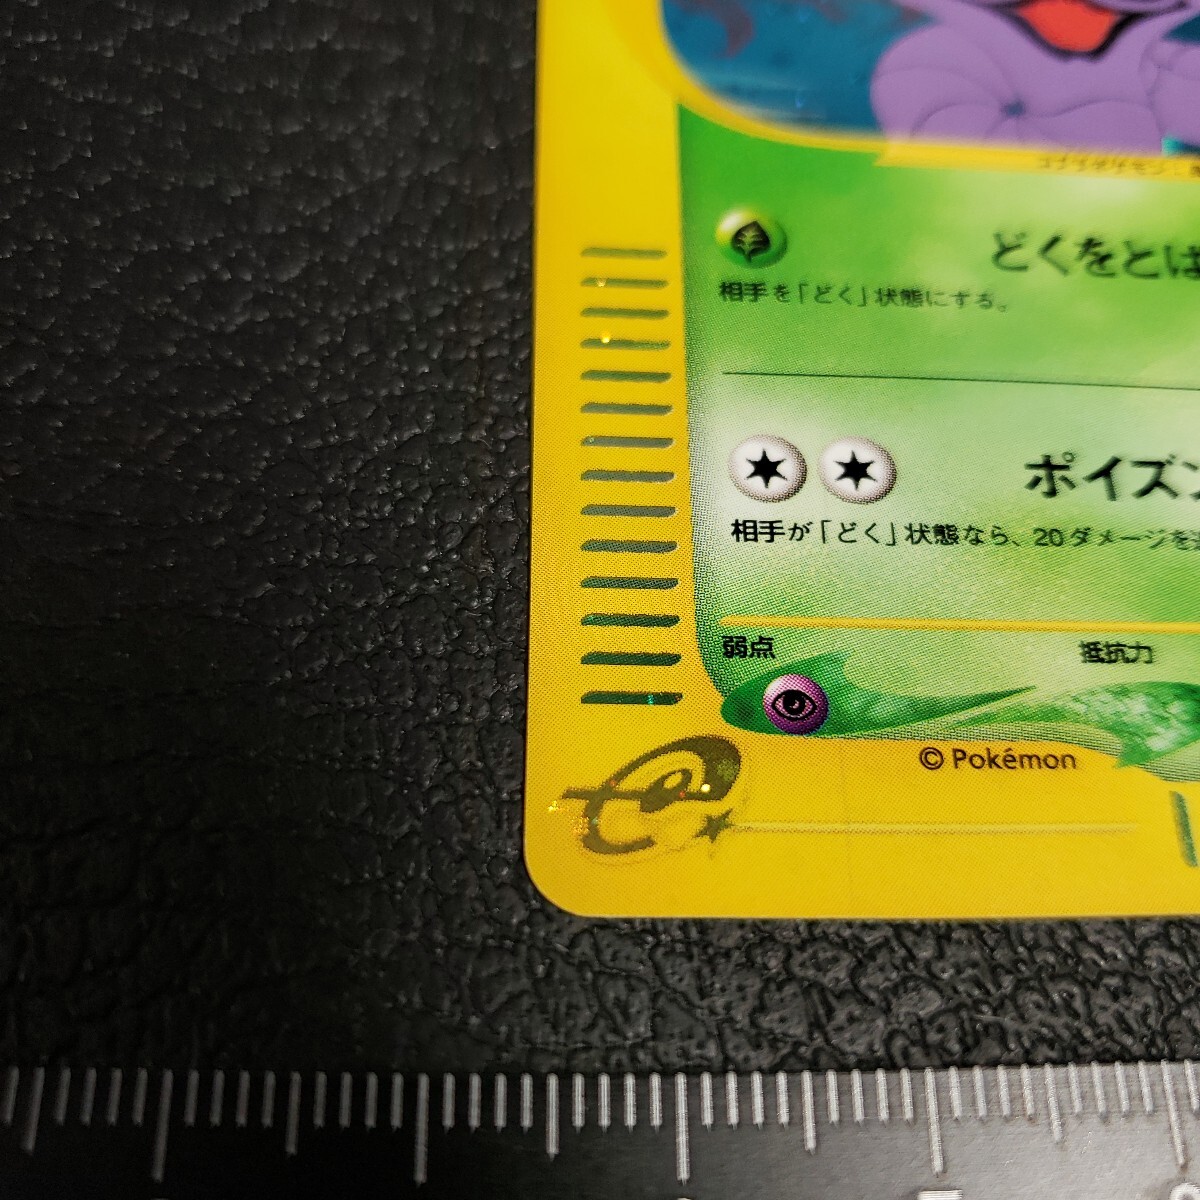 どくをとは
相手を「どく」状態にする。
ポイズン
相手が「どく」状態なら、20ダメージを
弱点 抵抗力
© Pokémon